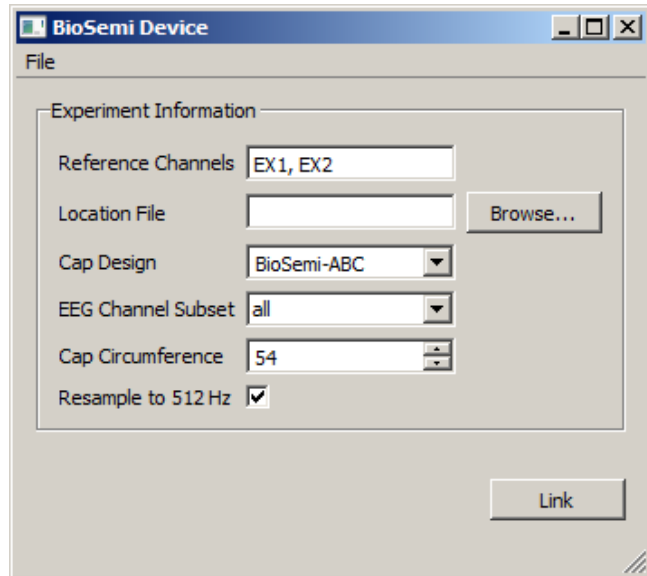 BioSemi Device
File
Experiment Information
Reference Channels EX1, EX2
Location File Browse...
Cap Design BioSemi-ABC
EEG Channel Subset all
Cap Circumference 54
Resample to 512 Hz
Link